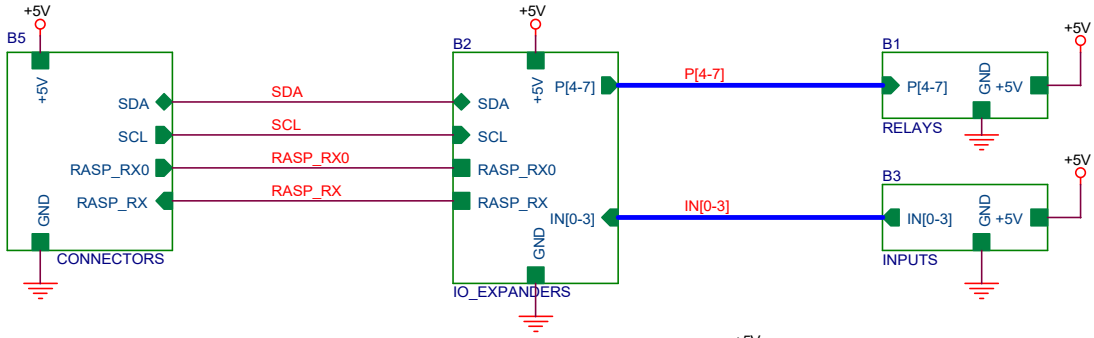 +5V
B5
+5V
SDA
SCL
RASP_RX0
RASP_RX
GND
CONNECTORS
SDA
SCL
RASP_RX0
RASP_RX
+5V
B2
+5V
P[4-7]
SDA
SCL
RASP_RX0
RASP_RX
IN[0-3]
GND
IO_EXPANDERS
P[4-7]
IN[0-3]
+5V
B1
P[4-7]
GND
+5V
RELAYS
+5V
B3
IN[0-3]
GND
+5V
INPUTS
+5V